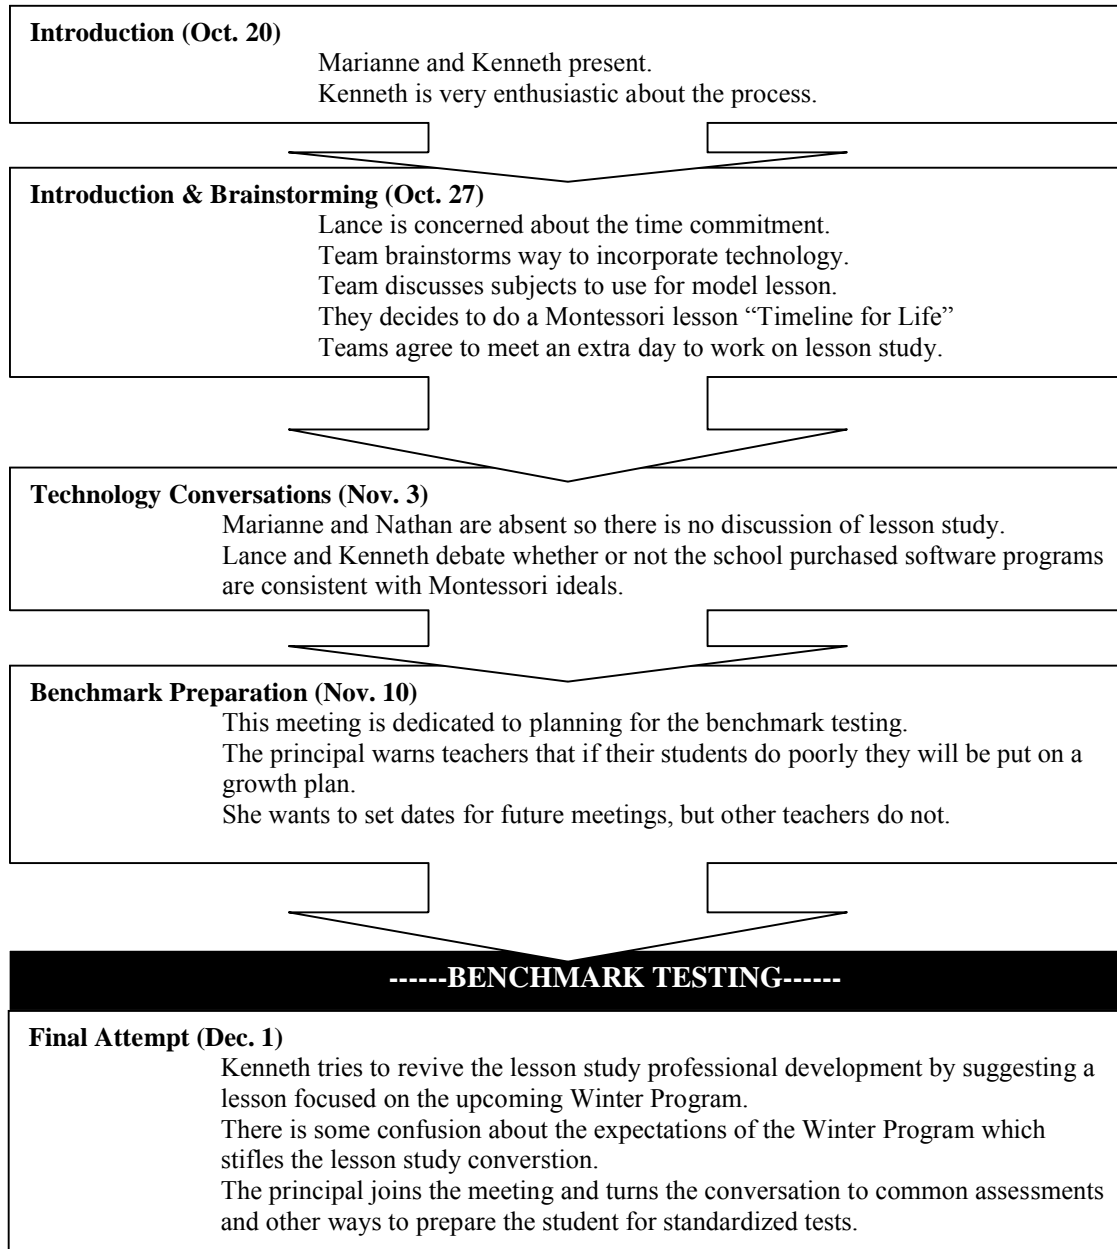 Introduction (Oct. 20)
Marianne and Kenneth present.
Kenneth is very enthusiastic about the process.
Introduction & Brainstorming (Oct. 27)
Lance is concerned about the time commitment.
Team brainstorms way to incorporate technology.
Team discusses subjects to use for model lesson.
They decides to do a Montessori lesson “Timeline for Life”
Teams agree to meet an extra day to work on lesson study.
Technology Conversations (Nov. 3)
Marianne and Nathan are absent so there is no discussion of lesson study.
Lance and Kenneth debate whether or not the school purchased software programs
are consistent with Montessori ideals.
Benchmark Preparation (Nov. 10)
This meeting is dedicated to planning for the benchmark testing.
The principal warns teachers that if their students do poorly they will be put on a
growth plan.
She wants to set dates for future meetings, but other teachers do not.
------BENCHMARK TESTING------
Final Attempt (Dec. 1)
Kenneth tries to revive the lesson study professional development by suggesting a
lesson focused on the upcoming Winter Program.
There is some confusion about the expectations of the Winter Program which
stifles the lesson study converstion.
The principal joins the meeting and turns the conversation to common assessments
and other ways to prepare the student for standardized tests.